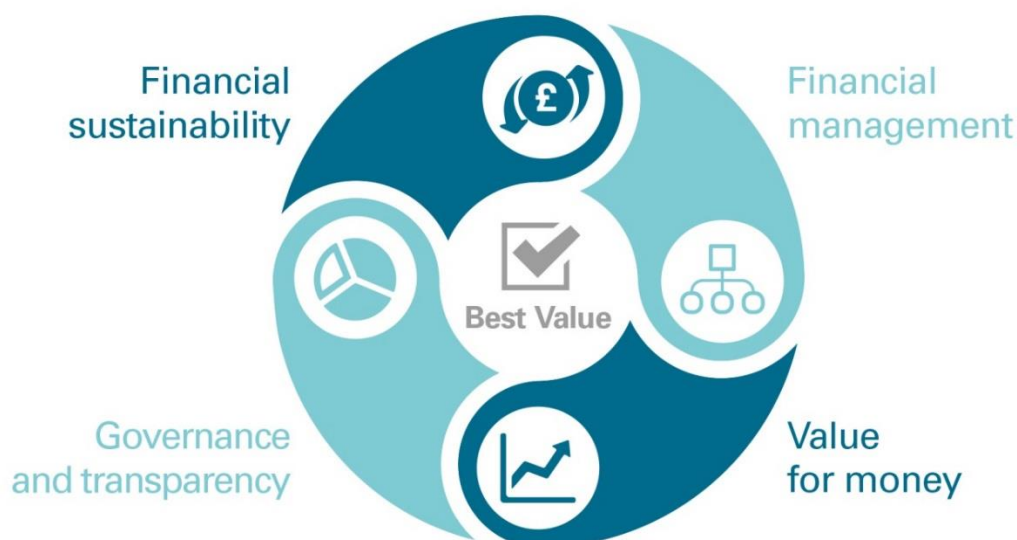 Financial
sustainability
Financial
management
£
Best Value
Governance
and transparency
Value
for money